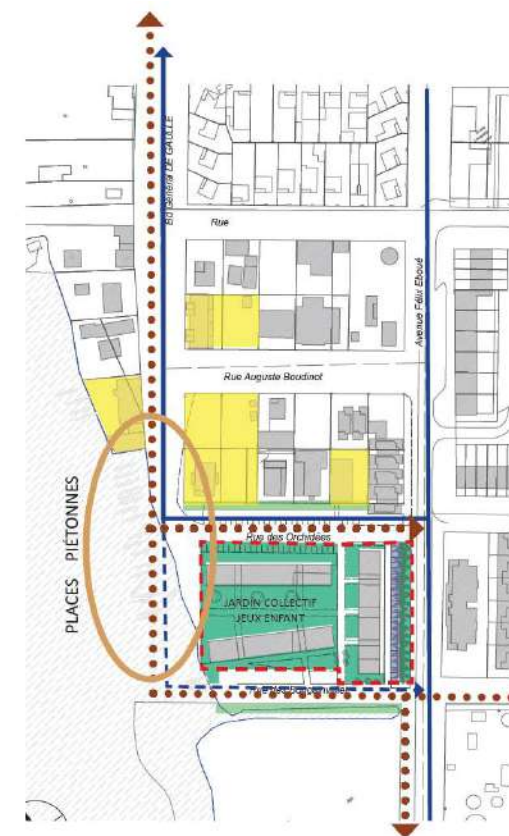 Bd Général DE GAULLE
Rue
Avenue Félix Eboué
Rue Auguste Boudinot
PLACES PIÉTONNES
Rue des Orchidées
JARDIN COLLECTIF
JEUX ENFANT